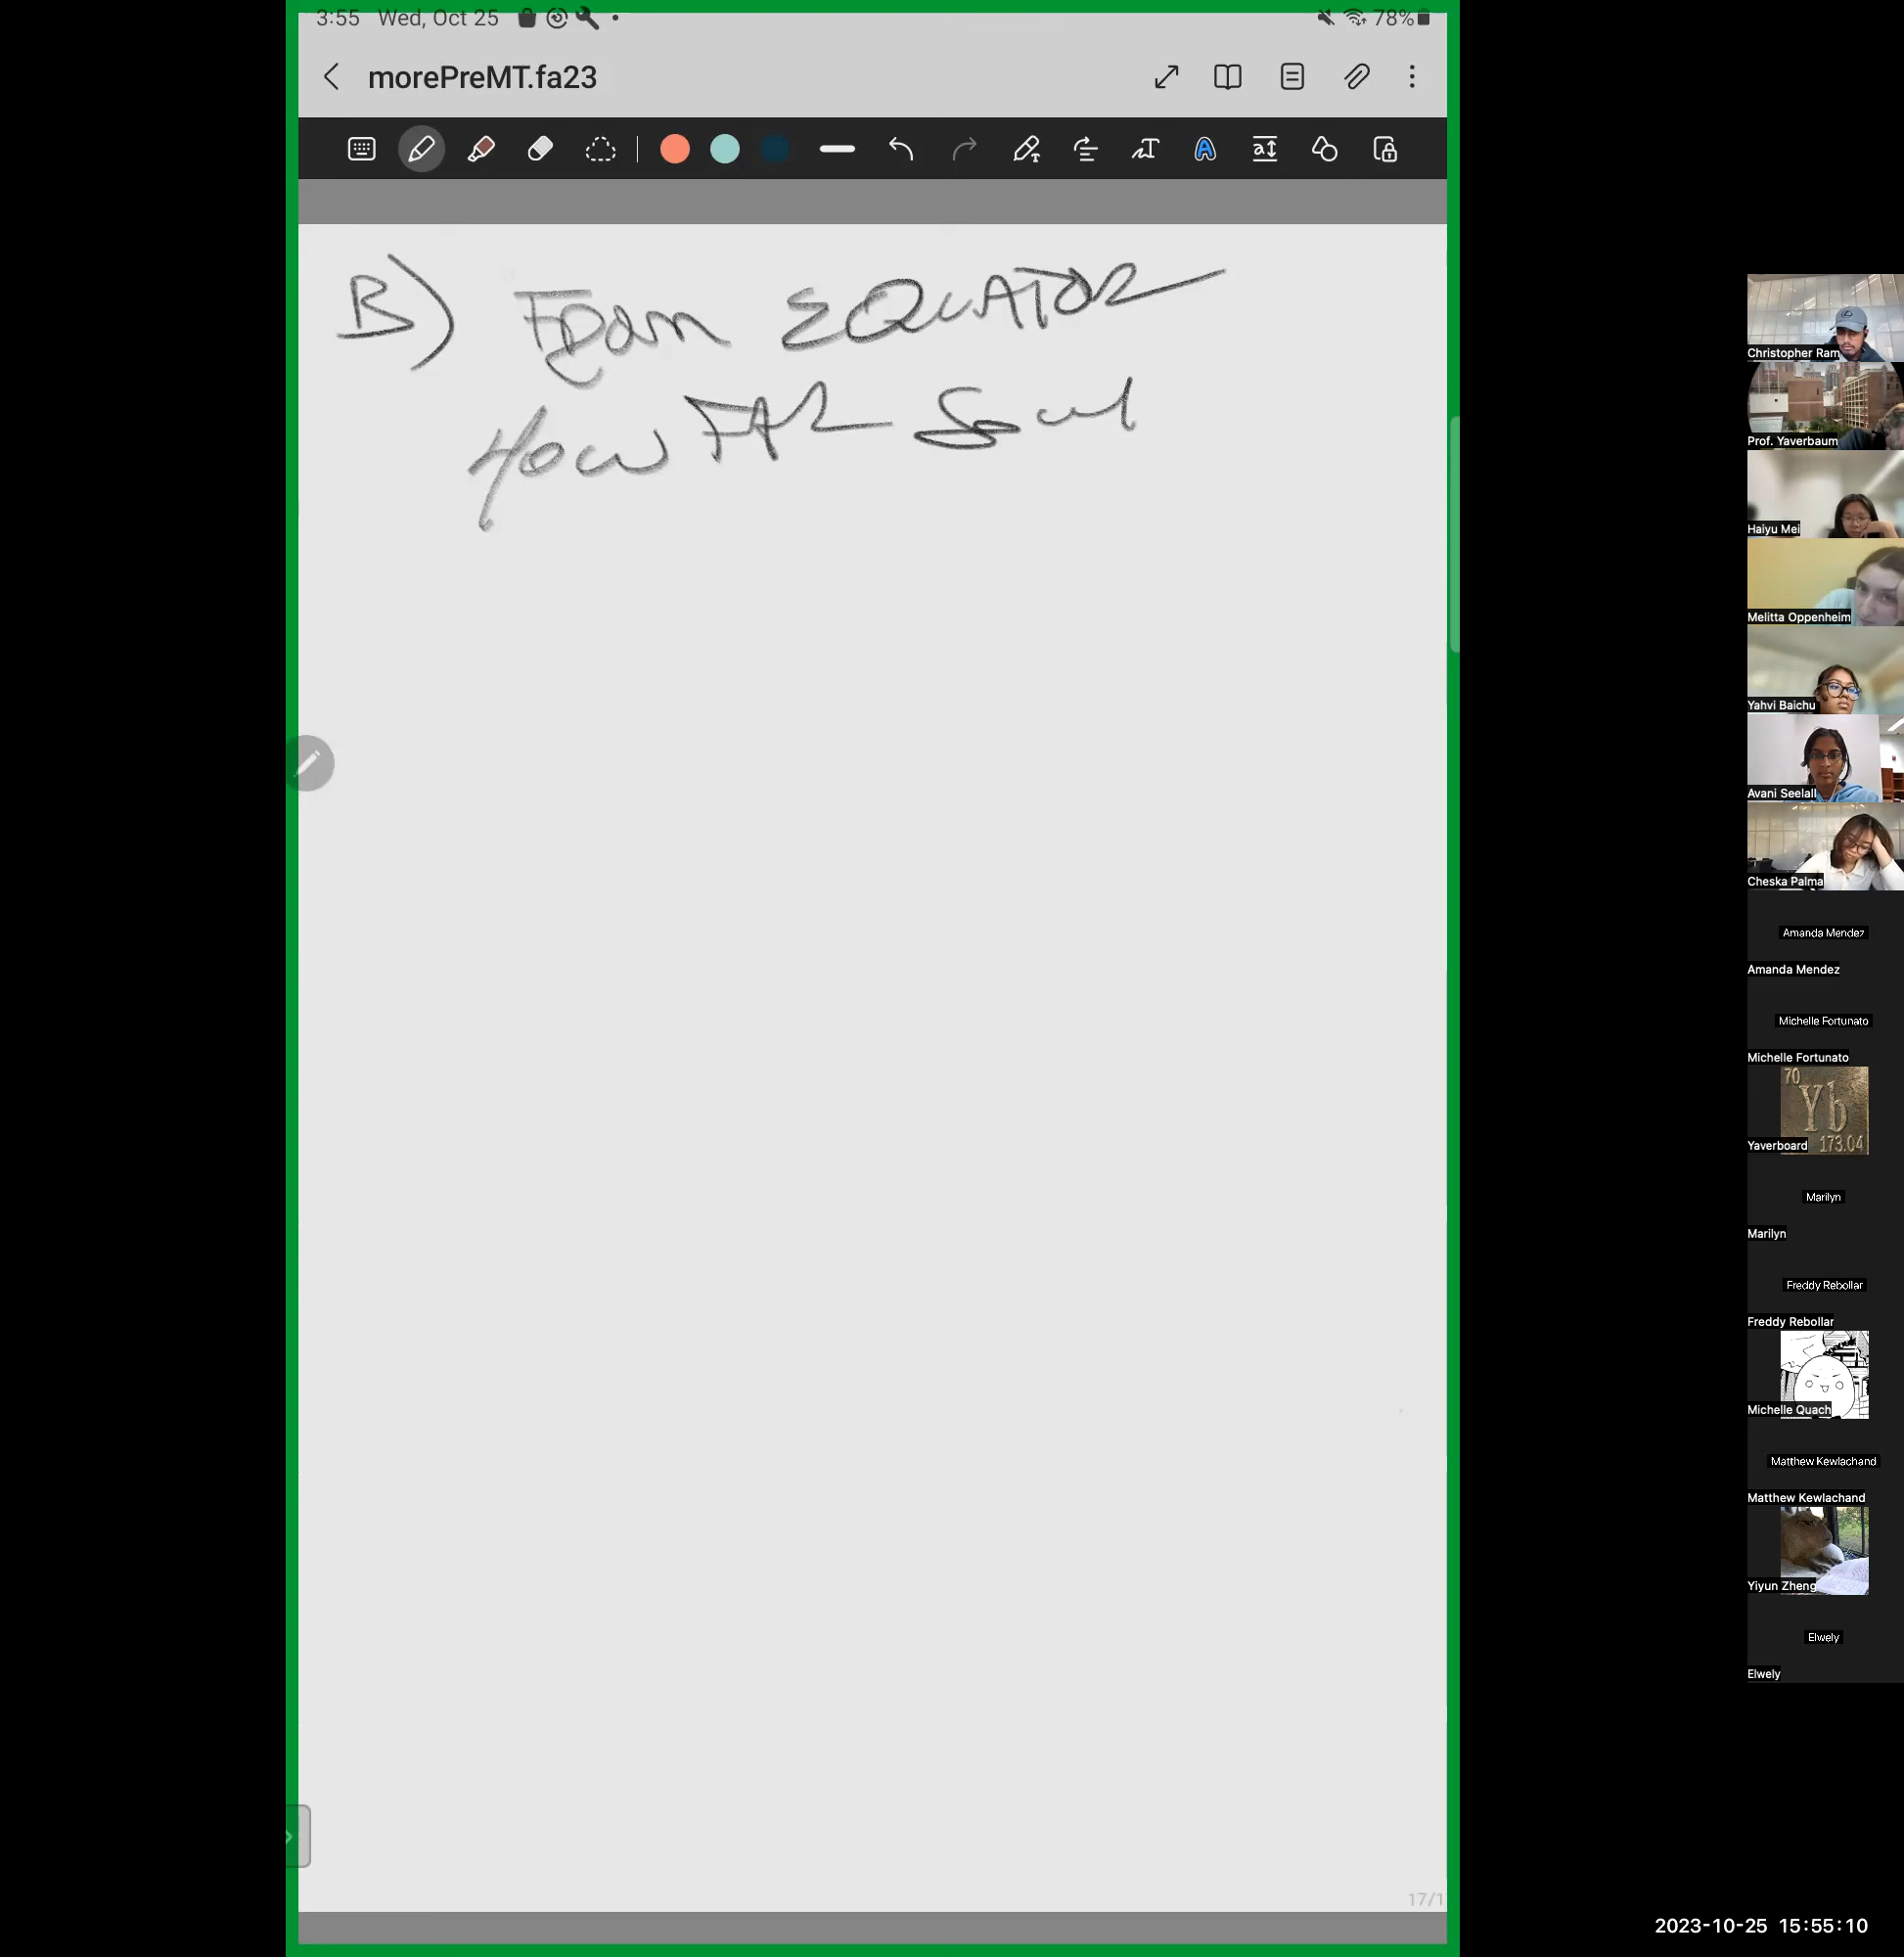 3:55 Wed, Oct 25
78%
morePreMT.fa23
B) From EQUATOR
How FAR Sou
17/1
Christopher Ram
Prof. Yaverbaum
Haiyu Mei
Melitta Oppenheim
Yahvi Baichu
Avani Seelall
Cheska Palma
Amanda Mendez
Amanda Mendez
Michelle Fortunato
Michelle Fortunato
70
Yb
173.04
Yaverboard
Marilyn
Marilyn
Freddy Rebollar
Freddy Rebollar
Michelle Quach
Matthew Kewlachand
Matthew Kewlachand
Yiyun Zheng
Elwely
Elwely
2023-10-25 15:55:10